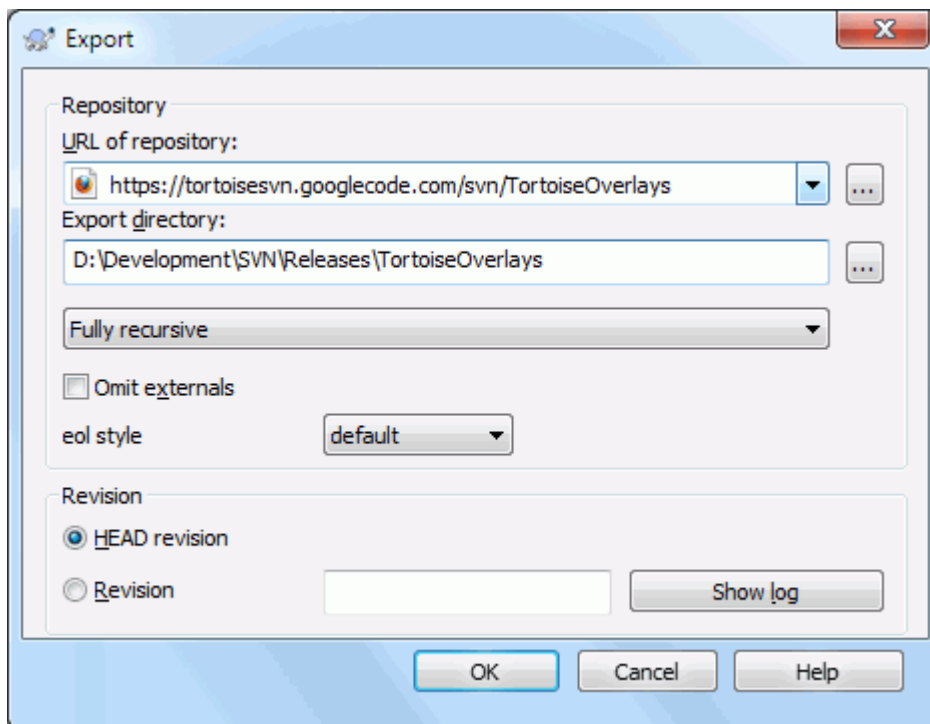 Export
Repository
URL of repository:
https://tortoisesvn.googlecode.com/svn/TortoiseOverlays
...
Export directory:
D:\Development\SVN\Releases\TortoiseOverlays
...
Fully recursive
Omit externals
eol style default
Revision
HEAD revision
Revision Show log
OK Cancel Help